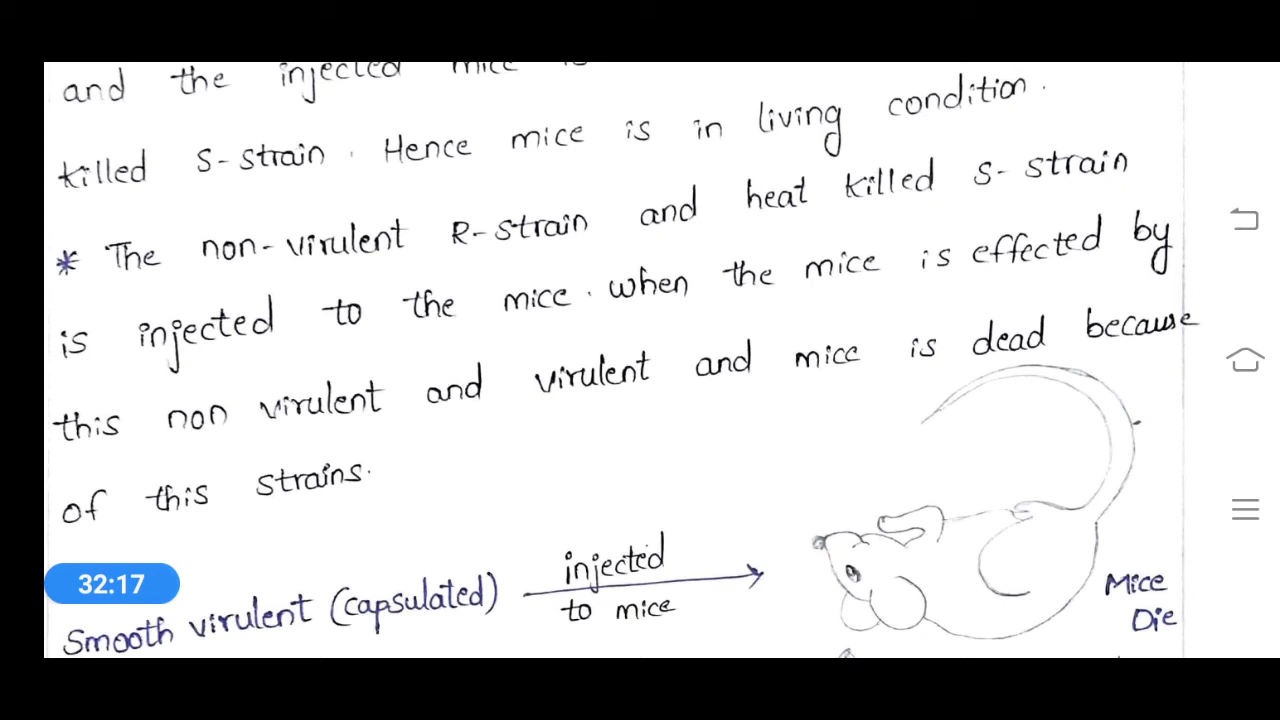 and the injected mice is
killed S-strain. Hence mice is in living condition.
* The non-virulent R-strain and heat killed S-strain
is injected to the mice. when the mice is effected by
this non virulent and virulent and mice is dead because
of this strains.
Smooth virulent (capsulated) injected to mice
Mice
Die
32:17